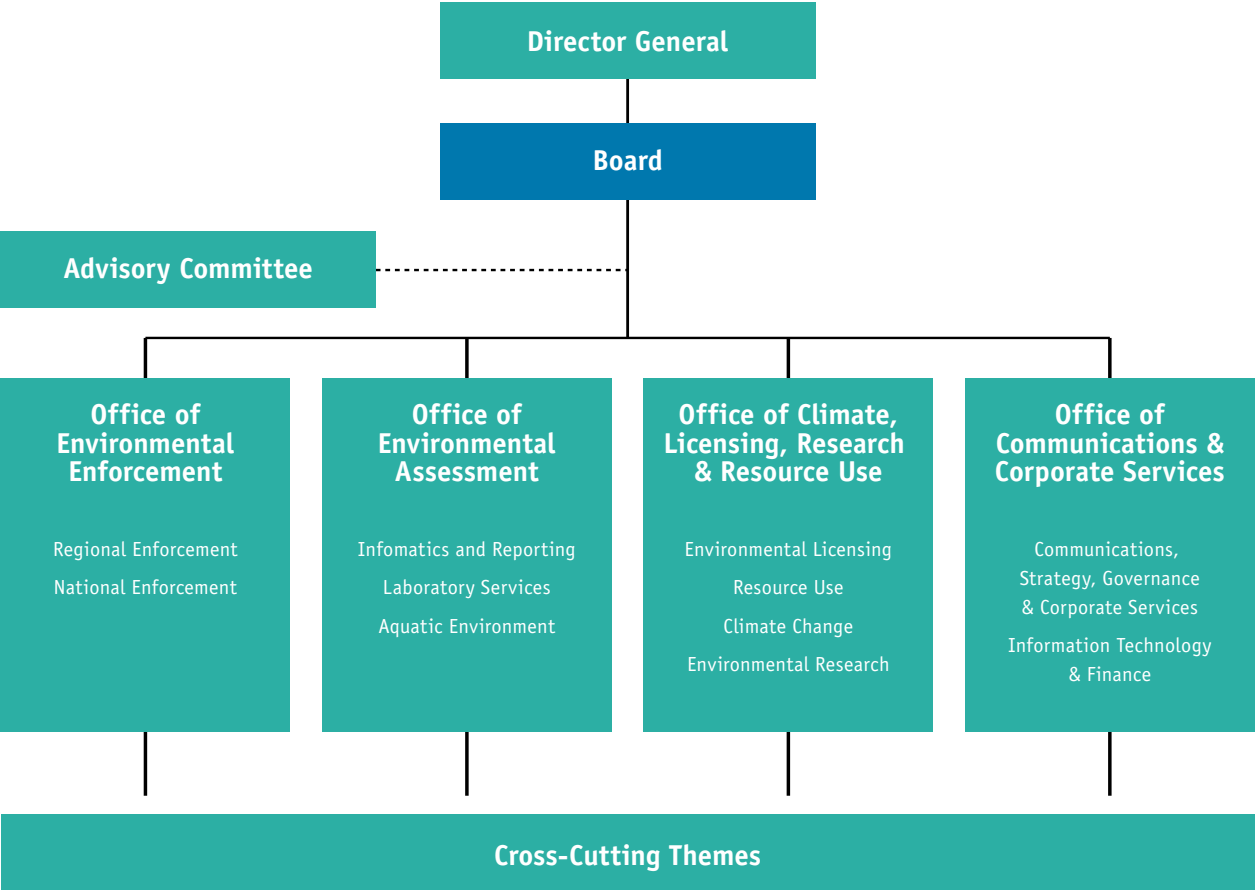 Director General
Board
Advisory Committee
Office of
Environmental
Enforcement
Regional Enforcement
National Enforcement
Office of
Environmental
Assessment
Infomatics and Reporting
Laboratory Services
Aquatic Environment
Office of Climate,
Licensing, Research
& Resource Use
Environmental Licensing
Resource Use
Climate Change
Environmental Research
Office of
Communications &
Corporate Services
Communications,
Strategy, Governance
& Corporate Services
Information Technology
& Finance
Cross-Cutting Themes